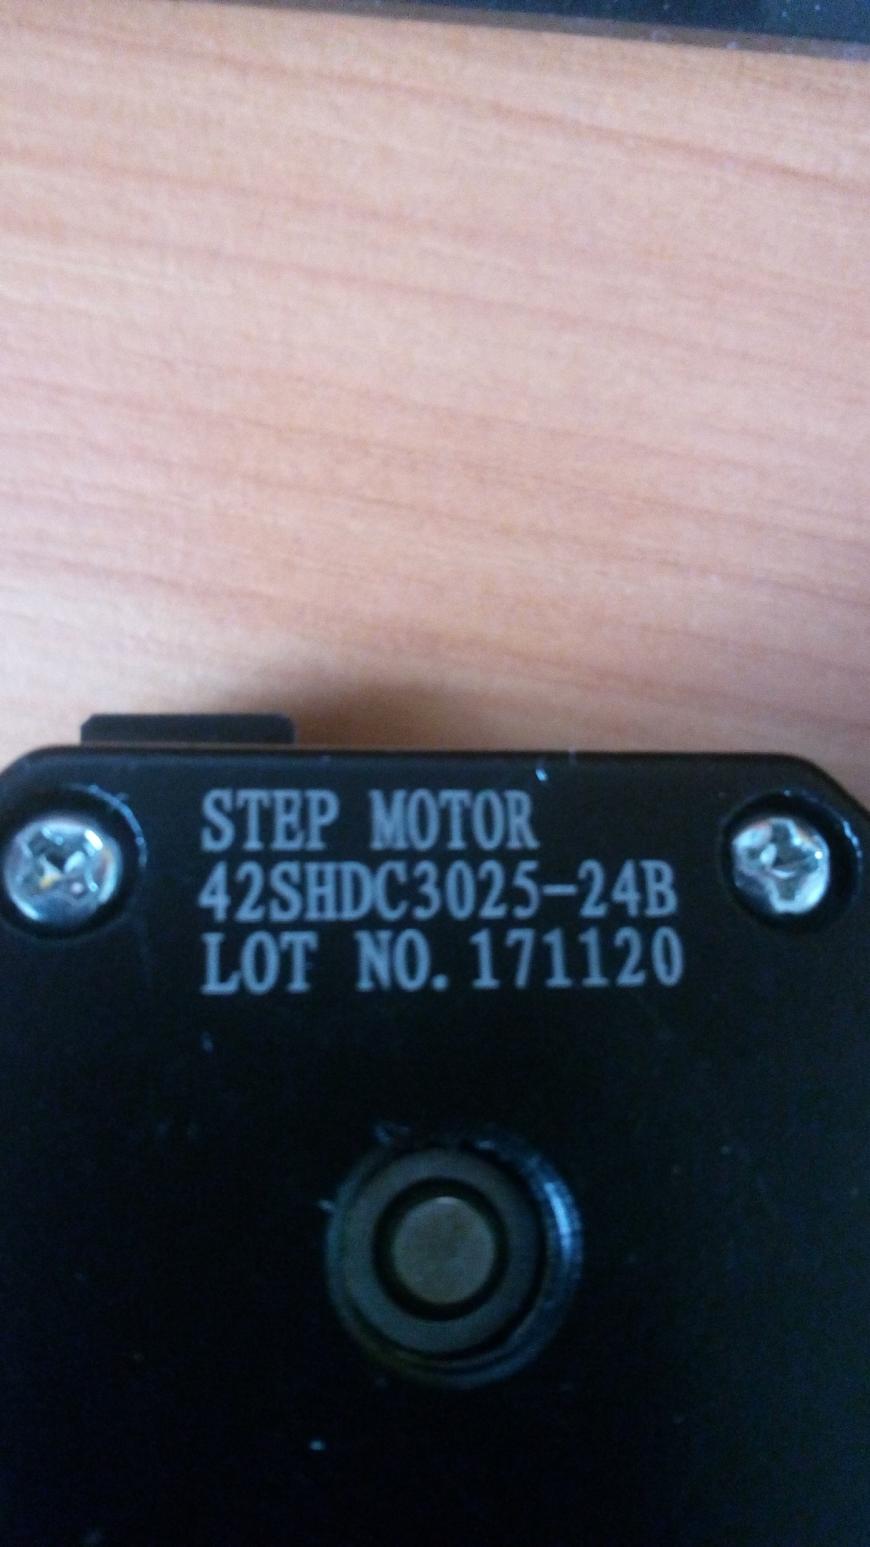 STEP MOTOR
42SHDC3025-24B
LOT NO.171120